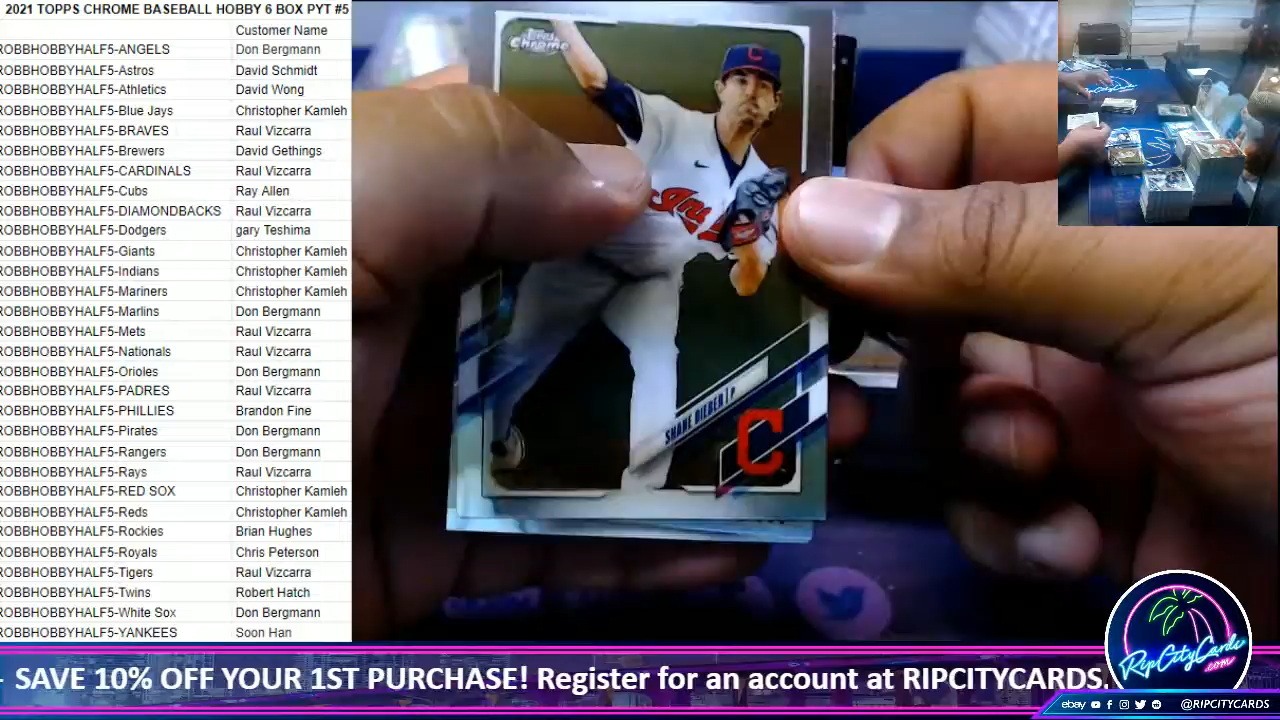 2021 TOPPS CHROME BASEBALL HOBBY 6 BOX PYT #5
Customer Name
ROBBHOBBYHALF5-ANGELS Don Bergmann
ROBBHOBBYHALF5-Astros David Schmidt
ROBBHOBBYHALF5-Athletics David Wong
ROBBHOBBYHALF5-Blue Jays Christopher Kamleh
ROBBHOBBYHALF5-BRAVES Raul Vizcarra
ROBBHOBBYHALF5-Brewers David Gethings
ROBBHOBBYHALF5-CARDINALS Raul Vizcarra
ROBBHOBBYHALF5-Cubs Ray Allen
ROBBHOBBYHALF5-DIAMONDBACKS Raul Vizcarra
ROBBHOBBYHALF5-Dodgers gary Teshima
ROBBHOBBYHALF5-Giants Christopher Kamleh
ROBBHOBBYHALF5-Indians Christopher Kamleh
ROBBHOBBYHALF5-Mariners Christopher Kamleh
ROBBHOBBYHALF5-Marlins Don Bergmann
ROBBHOBBYHALF5-Mets Raul Vizcarra
ROBBHOBBYHALF5-Nationals Raul Vizcarra
ROBBHOBBYHALF5-Orioles Don Bergmann
ROBBHOBBYHALF5-PADRES Raul Vizcarra
ROBBHOBBYHALF5-PHILLIES Brandon Fine
ROBBHOBBYHALF5-Pirates Don Bergmann
ROBBHOBBYHALF5-Rangers Don Bergmann
ROBBHOBBYHALF5-Rays Raul Vizcarra
ROBBHOBBYHALF5-RED SOX Christopher Kamleh
ROBBHOBBYHALF5-Reds Christopher Kamleh
ROBBHOBBYHALF5-Rockies Brian Hughes
ROBBHOBBYHALF5-Royals Chris Peterson
ROBBHOBBYHALF5-Tigers Raul Vizcarra
ROBBHOBBYHALF5-Twins Robert Hatch
ROBBHOBBYHALF5-White Sox Don Bergmann
ROBBHOBBYHALF5-YANKEES Soon Han
Topps Chrome
C
Ind
SHANE BIEBER | P
C
- SAVE 10% OFF YOUR 1ST PURCHASE! Register for an account at RIPCITYCARDS.
RipCityCards
.com
ebay @RIPCITYCARDS